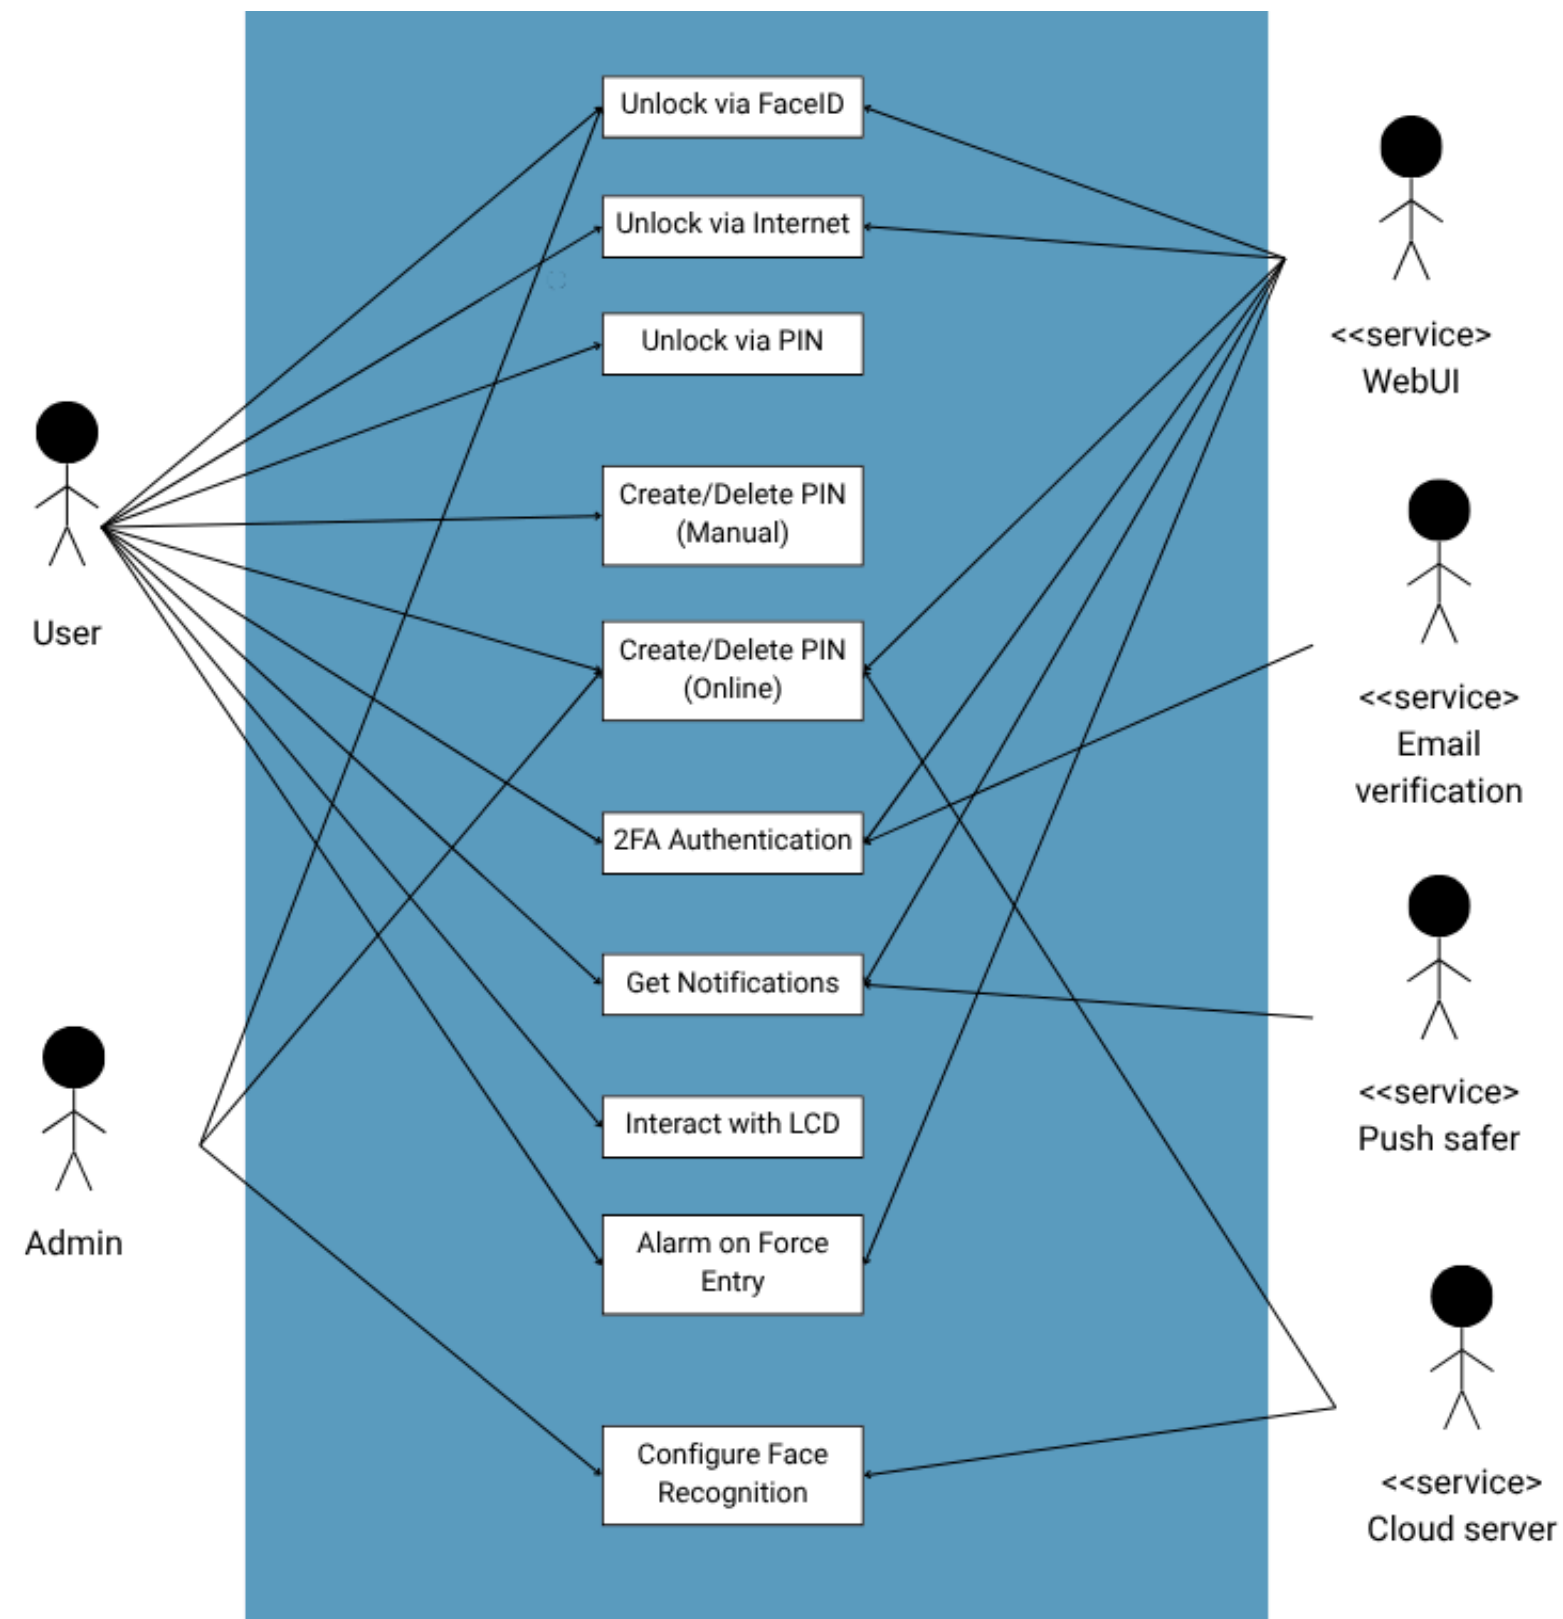 Unlock via FaceID
Unlock via Internet
Unlock via PIN
Create/Delete PIN
(Manual)
Create/Delete PIN
(Online)
2FA Authentication
Get Notifications
Interact with LCD
Alarm on Force
Entry
Configure Face
Recognition
User
Admin
<<service>
WebUI
<<service>
Email
verification
<<service>
Push safer
<<service>
Cloud server